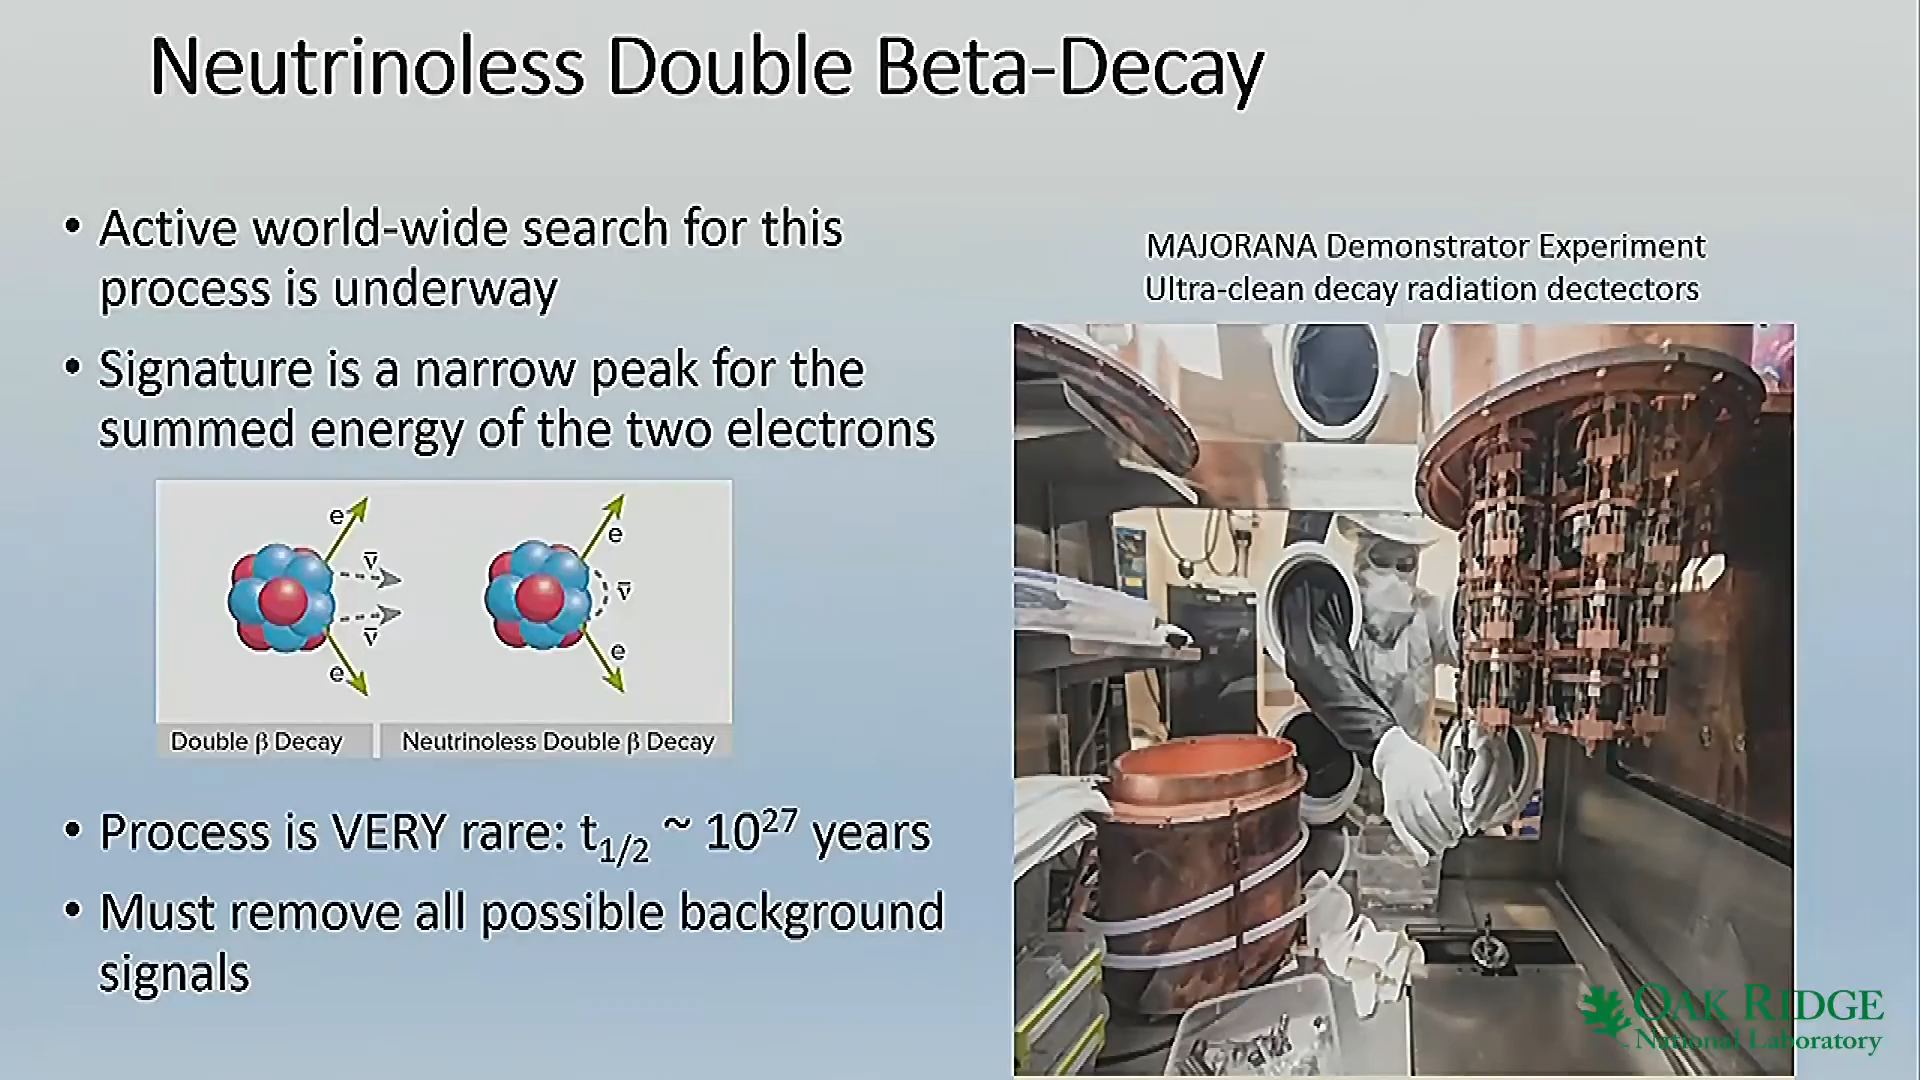 Neutrinoless Double Beta-Decay
• Active world-wide search for this
process is underway
• Signature is a narrow peak for the
summed energy of the two electrons
e
ν̅
ν̅
e
e
ν̅
e
Double β Decay
Neutrinoless Double β Decay
• Process is VERY rare: t1/2 ~ 10²⁷ years
• Must remove all possible background
signals
MAJORANA Demonstrator Experiment
Ultra-clean decay radiation dectectors
OAK RIDGE
National Laboratory